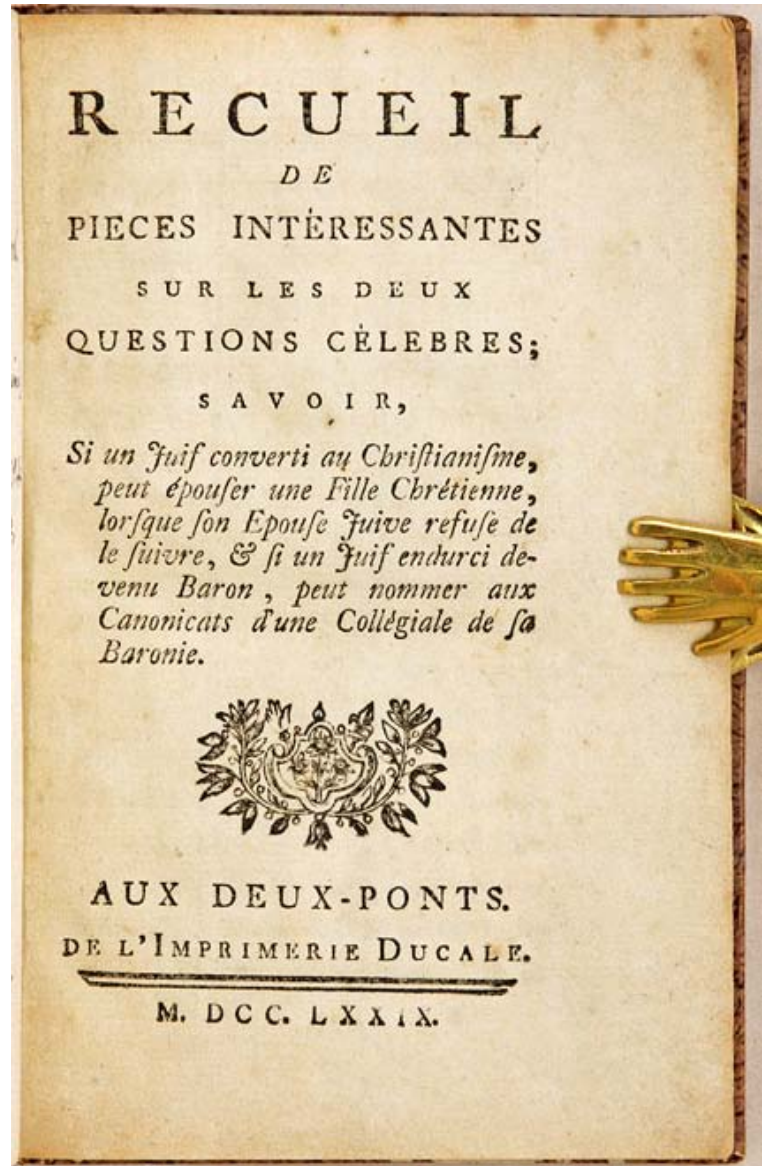 RECUEIL
DE
PIECES INTÉRESSANTES
SUR LES DEUX
QUESTIONS CÉLEBRES;
SAVOIR,
Si un Juif converti au Chriſtianiſme,
peut épouſer une Fille Chrétienne,
lorſque ſon Epouſe Juive refuſe de
le ſuivre, & ſi un Juif endurci de-
venu Baron, peut nommer aux
Canonicats d'une Collégiale de ſa
Baronie.
AUX DEUX-PONTS.
DE L'IMPRIMERIE DUCALE.
M. DCC. LXXIX.